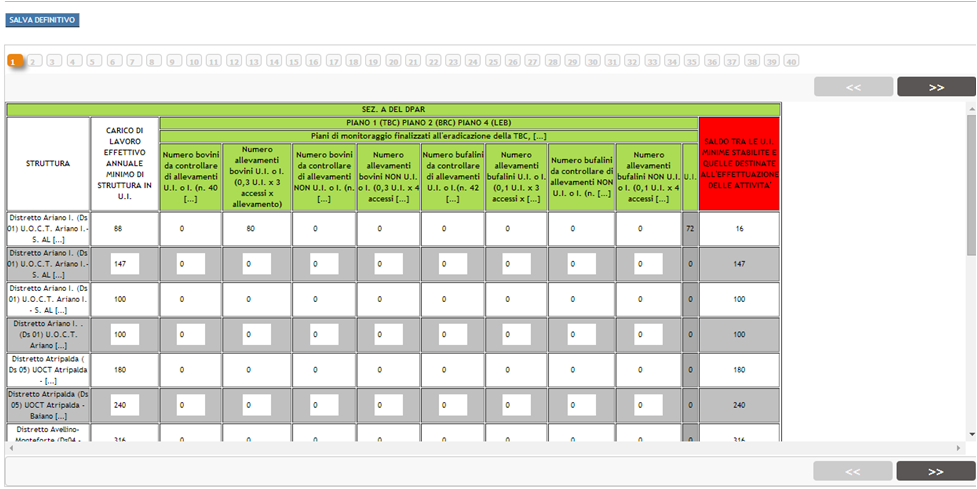 SALVA DEFINITIVO
1 2 3 4 5 6 7 8 9 10 11 12 13 14 15 16 17 18 19 20 21 22 23 24 25 26 27 28 29 30 31 32 33 34 35 36 37 38 39 40
<< >>
SEZ. A DEL DPAR
PIANO 1 (TBC) PIANO 2 (BRC) PIANO 4 (LEB)
Piani di monitoraggio finalizzati all'eradicazione della TBC, [...]
STRUTTURA
CARICO DI
LAVORO
EFFETTIVO
ANNUALE
MINIMO DI
STRUTTURA IN
U.I.
Numero bovini
da controllare
di allevamenti
U.I. o I. (n. 40
[...]
Numero
allevamenti
bovini U.I. o I.
(0,3 U.I. x 3
accessi x
allevamento)
Numero bovini
da controllare
di allevamenti
NON U.I. o I. (n.
[...]
Numero
allevamenti
bovini NON U.I.
o I. (0,3 U.I. x 4
accessi [...]
Numero bufalini
da controllare
di allevamenti
U.I. o I.(n. 42
[...]
Numero
allevamenti
bufalini U.I. o I.
(0,1 U.I. x 3
accessi x [...]
Numero bufalini
da controllare di
allevamenti NON
U.I. o I. (n. [...]
Numero
allevamenti
bufalini NON U.I.
o I. (0,1 U.I. x 4
accessi [...]
U.I.
SALDO TRA LE U.I.
MINIME STABILITE E
QUELLE DESTINATE
ALL'EFFETTUAZIONE
DELLE ATTIVITA'
Distretto Ariano I. (Ds
01) U.O.C.T. Ariano I.-
S. AL [...]
88 0 80 0 0 0 0 0 0 72 16
Distretto Ariano I. (Ds
01) U.O.C.T. Ariano I.-
S. AL [...]
147 0 0 0 0 0 0 0 0 0 147
Distretto Ariano I. (Ds
01) U.O.C.T. Ariano I.
- S. AL [...]
100 0 0 0 0 0 0 0 0 0 100
Distretto Ariano I. .
(Ds 01) U.O.C.T.
Ariano [...]
100 0 0 0 0 0 0 0 0 0 100
Distretto Atripalda (
Ds 05) UOCT Atripalda
- [...]
180 0 0 0 0 0 0 0 0 0 180
Distretto Atripalda (Ds
05) UOCT Atripalda -
Baiano [...]
240 0 0 0 0 0 0 0 0 0 240
Distretto Avellino-
Monteforte (Ds04 -
316 0 0 0 0 0 0 0 0 0 316
<< >>